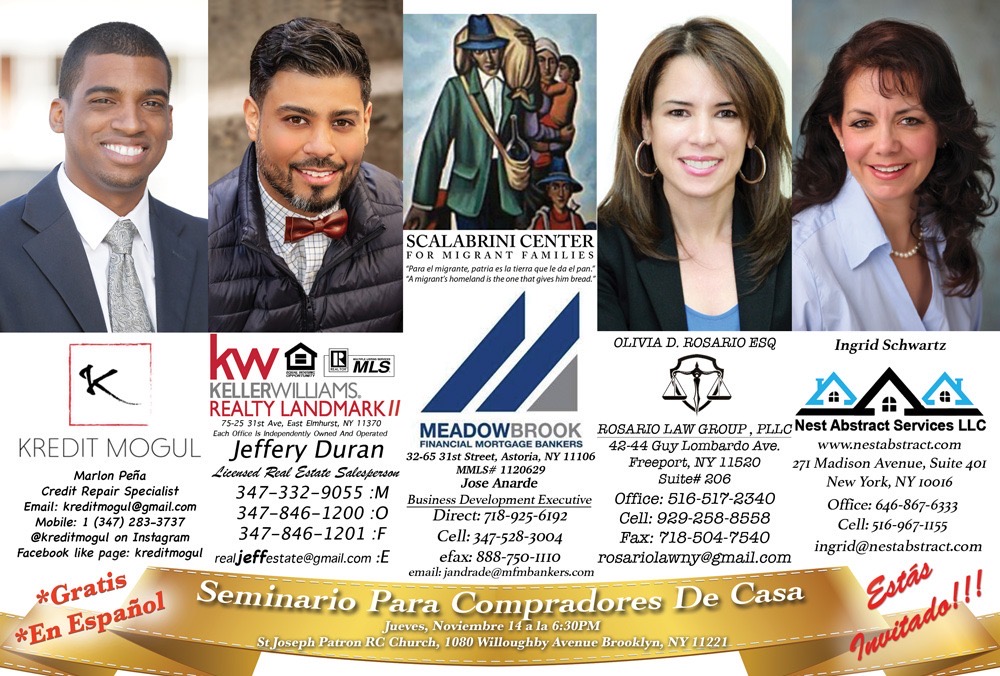 K
KREDIT MOGUL
Marlon Peña
Credit Repair Specialist
Email: kreditmogul@gmail.com
Mobile: 1 (347) 283-3737
@kreditmogul on Instagram
Facebook like page: kreditmogul
kw
EQUAL HOUSING
OPPORTUNITY
R
REALTOR
MULTIPLE LISTING SERVICE
MLS
KELLERWILLIAMS.
REALTY LANDMARK II
75-25 31st Ave, East Elmhurst, NY 11370
Each Office Is Independently Owned And Operated
Jeffery Duran
Licensed Real Estate Salesperson
347-332-9055 :M
347-846-1200 :O
347-846-1201 :F
realjeffestate@gmail.com :E
SCALABRINI CENTER
FOR MIGRANT FAMILIES
"Para el migrante, patria es la tierra que le da el pan."
"A migrant's homeland is the one that gives him bread."
MEADOWBROOK
FINANCIAL MORTGAGE BANKERS
32-65 31st Street, Astoria, NY 11106
MMLS# 1120629
Jose Anarde
Business Development Executive
Direct: 718-925-6192
Cell: 347-528-3004
efax: 888-750-1110
email: jandrade@mfmbankers.com
OLIVIA D. ROSARIO ESQ
ROSARIO LAW GROUP , PLLC
42-44 Guy Lombardo Ave.
Freeport, NY 11520
Suite# 206
Office: 516-517-2340
Cell: 929-258-8558
Fax: 718-504-7540
rosariolawny@gmail.com
Ingrid Schwartz
Nest Abstract Services LLC
www.nestabstract.com
271 Madison Avenue, Suite 401
New York, NY 10016
Office: 646-867-6333
Cell: 516-967-1155
ingrid@nestabstract.com
*Gratis
*En Español
Seminario Para Compradores De Casa
Jueves, Noviembre 14 a la 6:30PM
St Joseph Patron RC Church, 1080 Willoughby Avenue Brooklyn, NY 11221
Estás
Invitado!!!